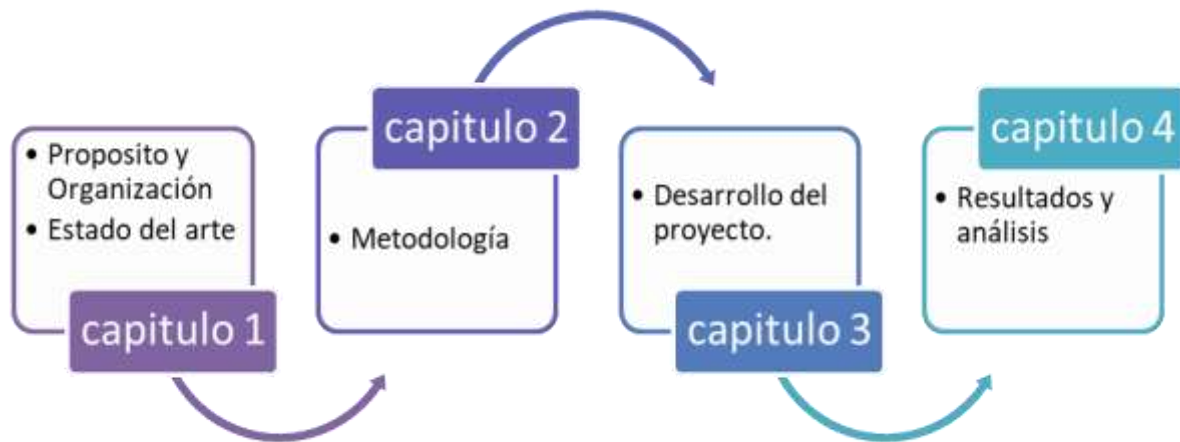 • Proposito y
Organización
• Estado del arte
capitulo 1
capitulo 2
• Metodología
• Desarrollo del
proyecto.
capitulo 3
capitulo 4
• Resultados y
análisis